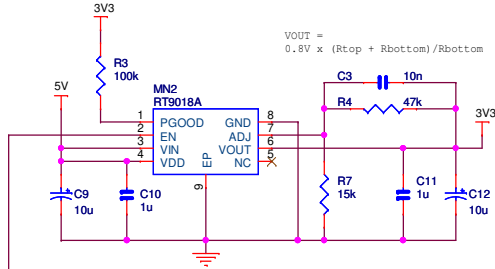 3V3
VOUT =
0.8V x (Rtop + Rbottom)/Rbottom
R3
100k
C3 10n
5V
MN2
RT9018A
R4 47k
3V3
1 PGOOD GND 8
2 EN ADJ 7
3 VIN VOUT 6
4 VDD NC 5
EP
9
C9
10u
C10
1u
R7
15k
C11
1u
C12
10u